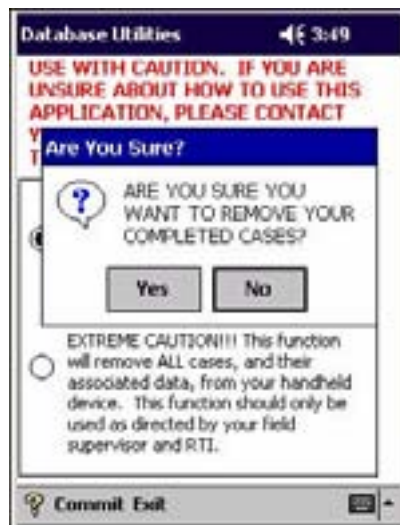 Database Utilities 3:49
USE WITH CAUTION. IF YOU ARE
UNSURE ABOUT HOW TO USE THIS
APPLICATION, PLEASE CONTACT
Are You Sure?
ARE YOU SURE YOU
WANT TO REMOVE YOUR
COMPLETED CASES?
Yes No
EXTREME CAUTION!!! This function
will remove ALL cases, and their
associated data, from your handheld
device. This function should only be
used as directed by your field
supervisor and RTI.
Commit Exit